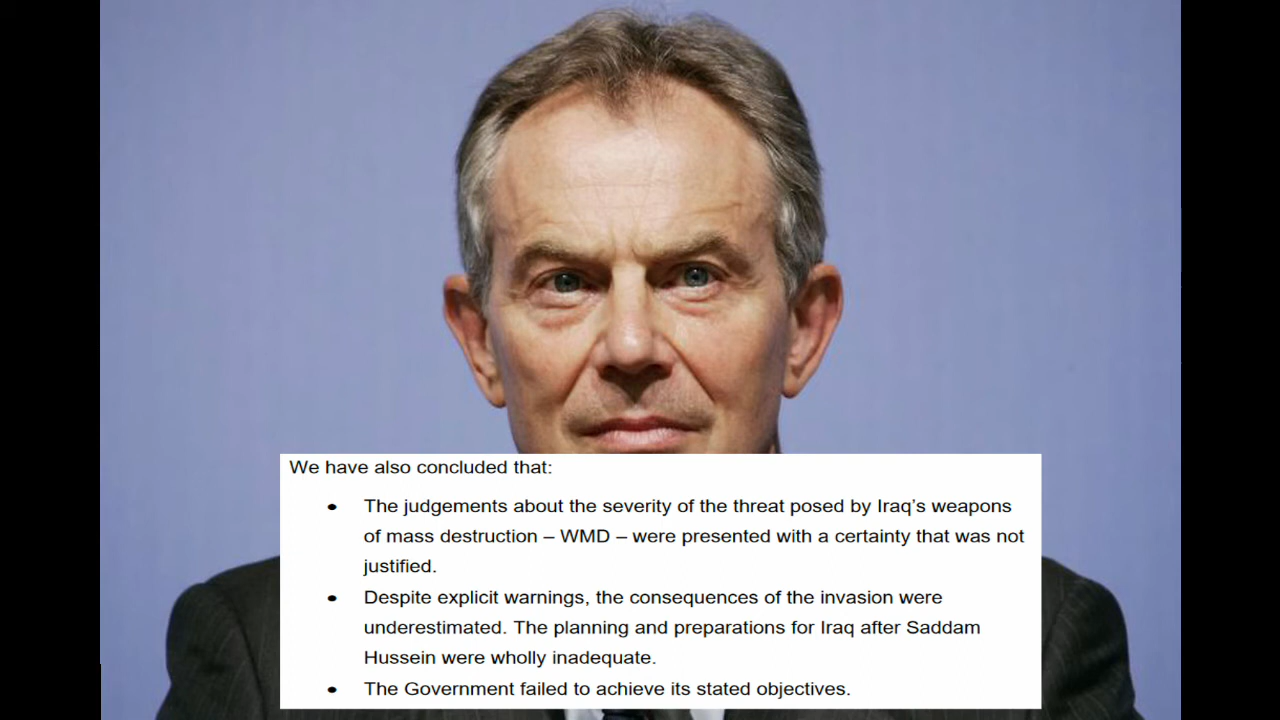 We have also concluded that:
• The judgements about the severity of the threat posed by Iraq’s weapons
of mass destruction – WMD – were presented with a certainty that was not
justified.
• Despite explicit warnings, the consequences of the invasion were
underestimated. The planning and preparations for Iraq after Saddam
Hussein were wholly inadequate.
• The Government failed to achieve its stated objectives.